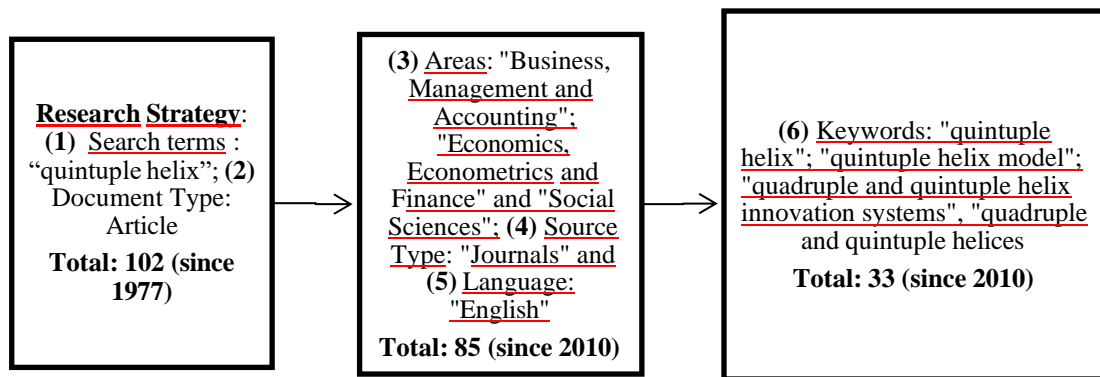 Research Strategy:
(1) Search terms :
“quintuple helix”; (2)
Document Type:
Article
Total: 102 (since
1977)
(3) Areas: "Business,
Management and
Accounting";
"Economics,
Econometrics and
Finance" and "Social
Sciences"; (4) Source
Type: "Journals" and
(5) Language:
"English"
Total: 85 (since 2010)
(6) Keywords: "quintuple
helix"; "quintuple helix model";
"quadruple and quintuple helix
innovation systems", "quadruple
and quintuple helices
Total: 33 (since 2010)